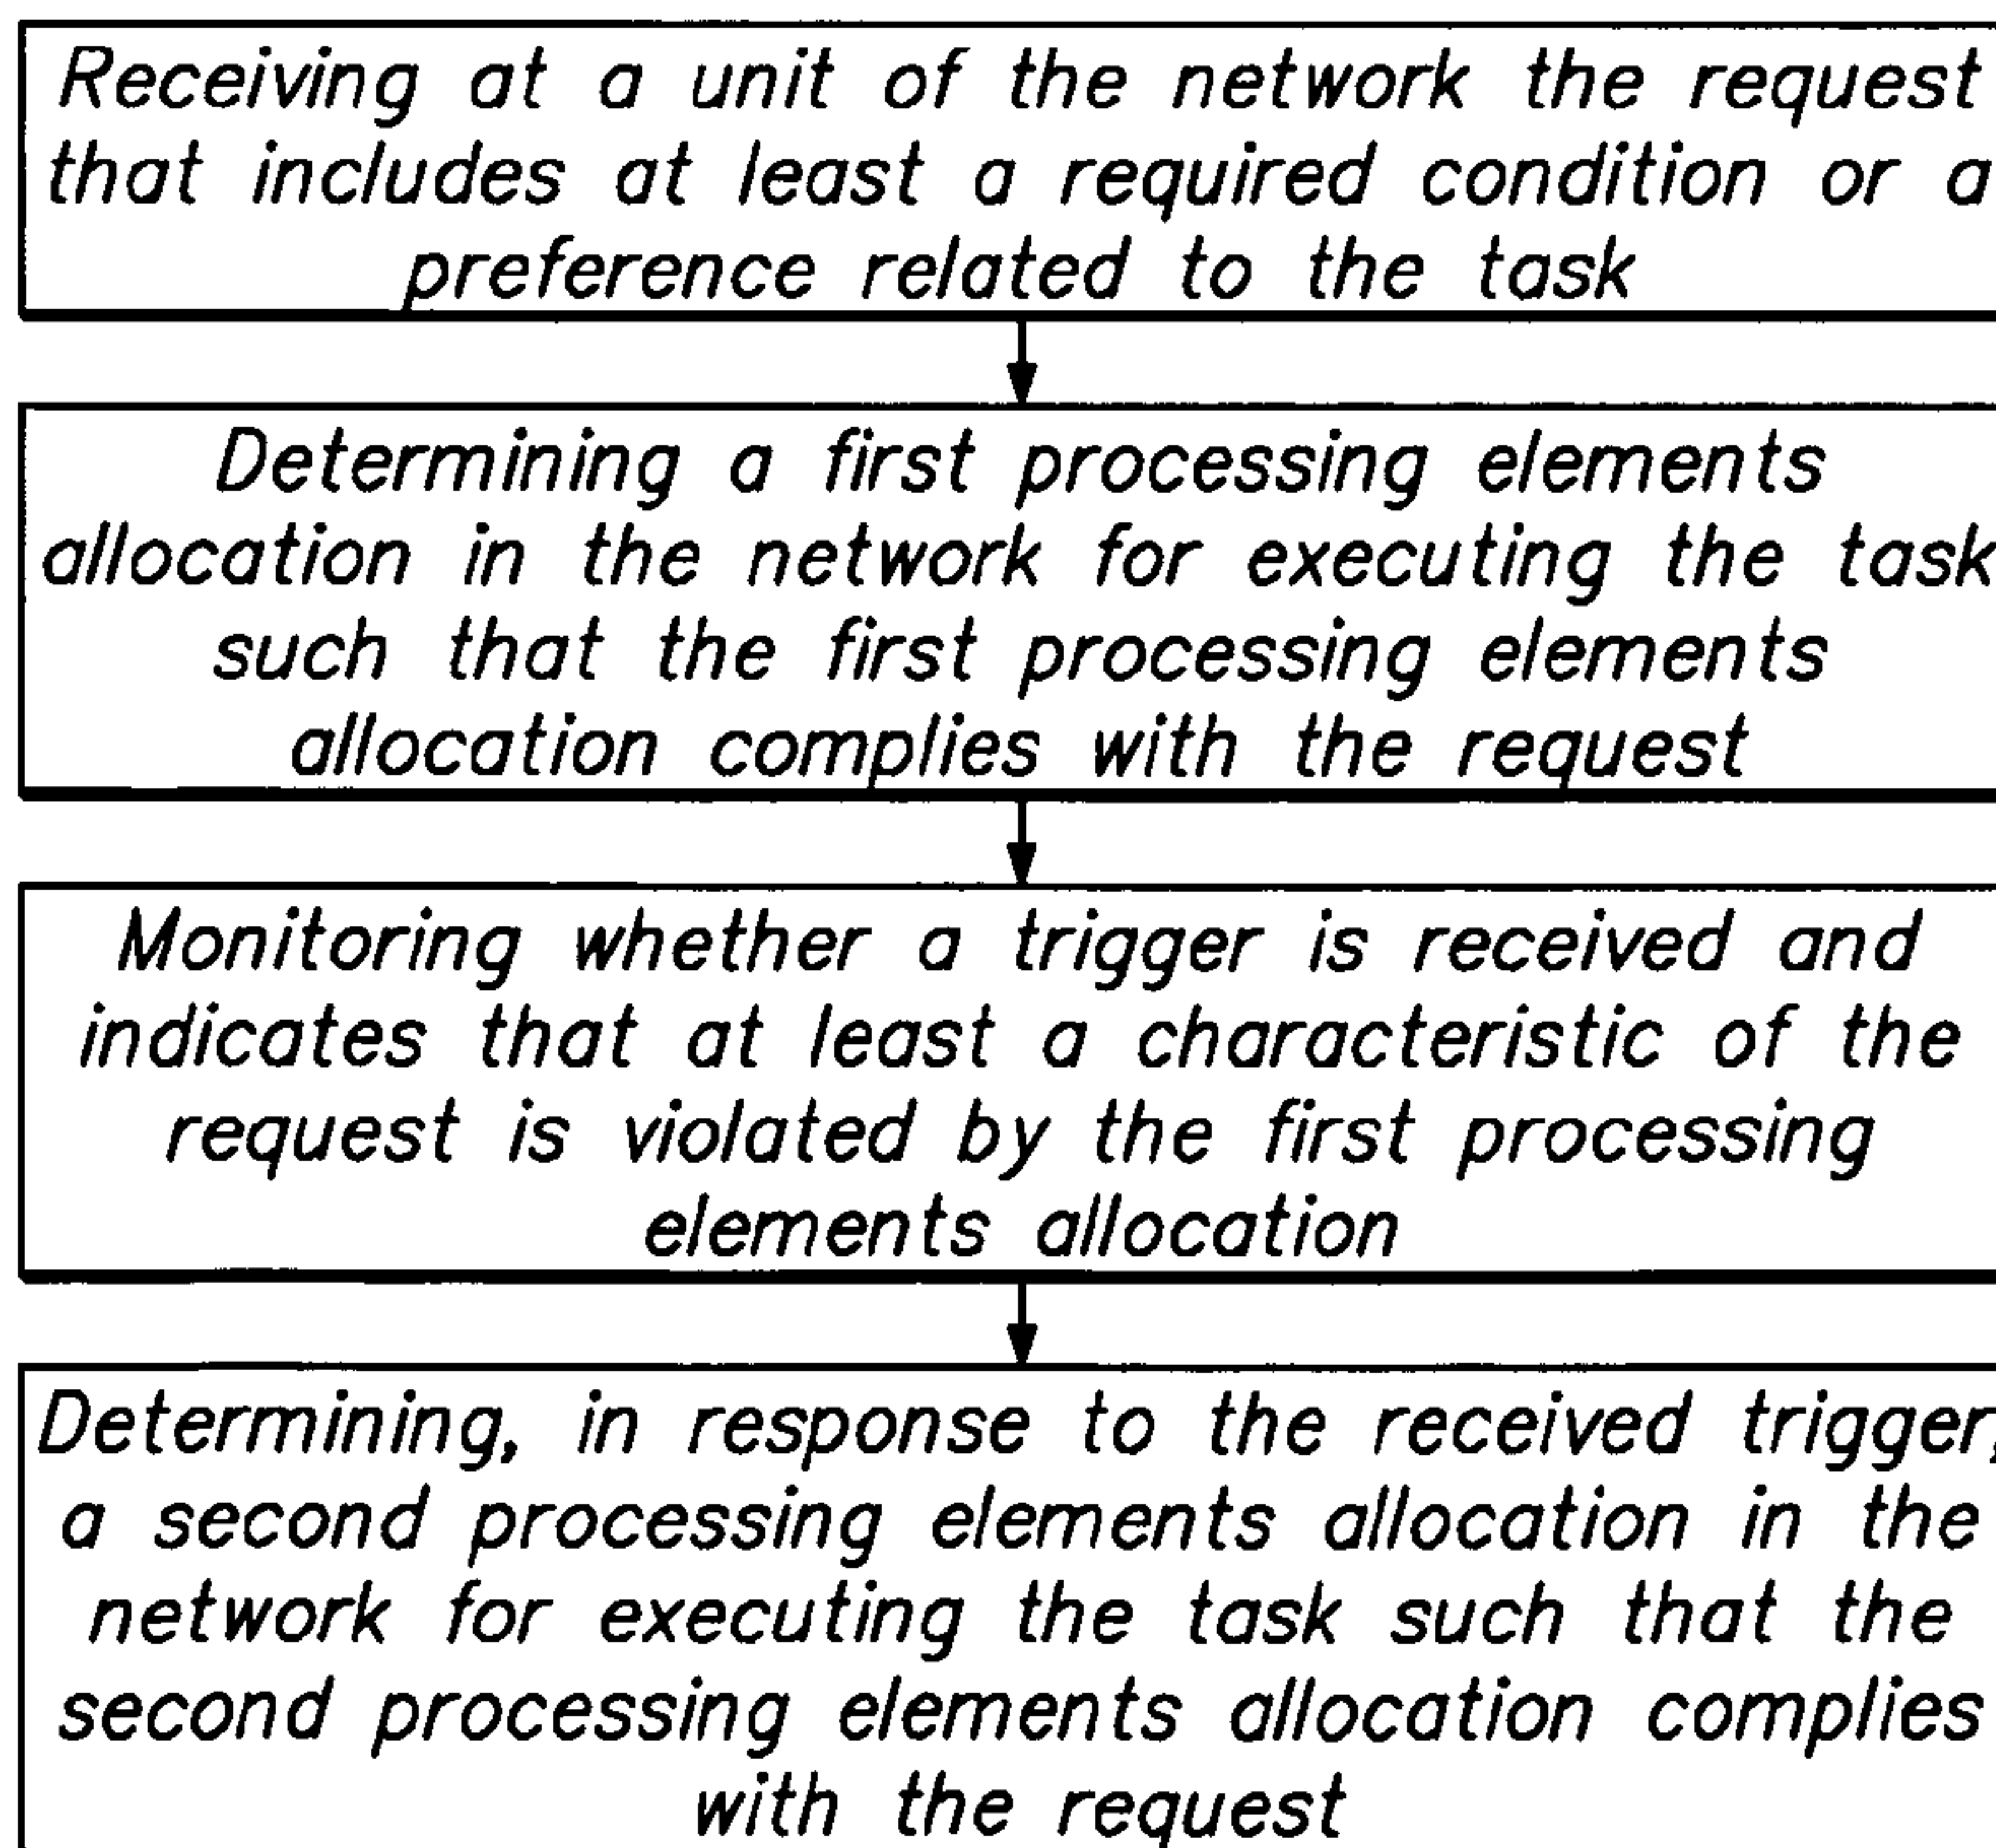 Receiving at a unit of the network the request
that includes at least a required condition or a
preference related to the task
Determining a first processing elements
allocation in the network for executing the task
such that the first processing elements
allocation complies with the request
Monitoring whether a trigger is received and
indicates that at least a characteristic of the
request is violated by the first processing
elements allocation
Determining, in response to the received trigger,
a second processing elements allocation in the
network for executing the task such that the
second processing elements allocation complies
with the request